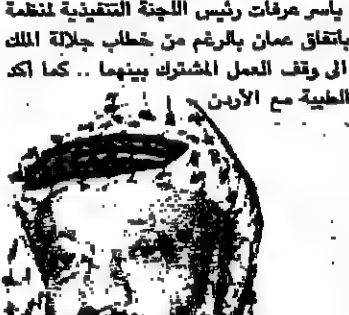 ياسر عرفات رئيس اللجنة التنفيذية لمنظمة
باتفاق عمان بالرغم من خطاب جلالة الملك
الى وقف العمل المشترك بينهما .. كما اكد
الطيبة مع الأردن